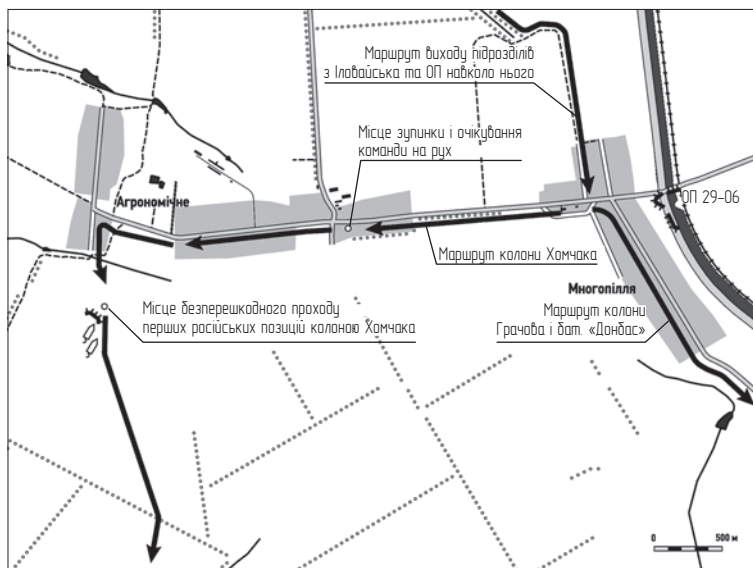 Маршрут виходу підрозділів
з Іловайська та ОП навколо нього
Місце зупинки і очікування
команди на рух
ОП 29–06
Агрономічне
Маршрут колони Хомчака
Многопілля
Місце безперешкодного проходу
перших російських позицій колоною Хомчака
Маршрут колони
Грачова і бат. «Донбас»
0 500 м